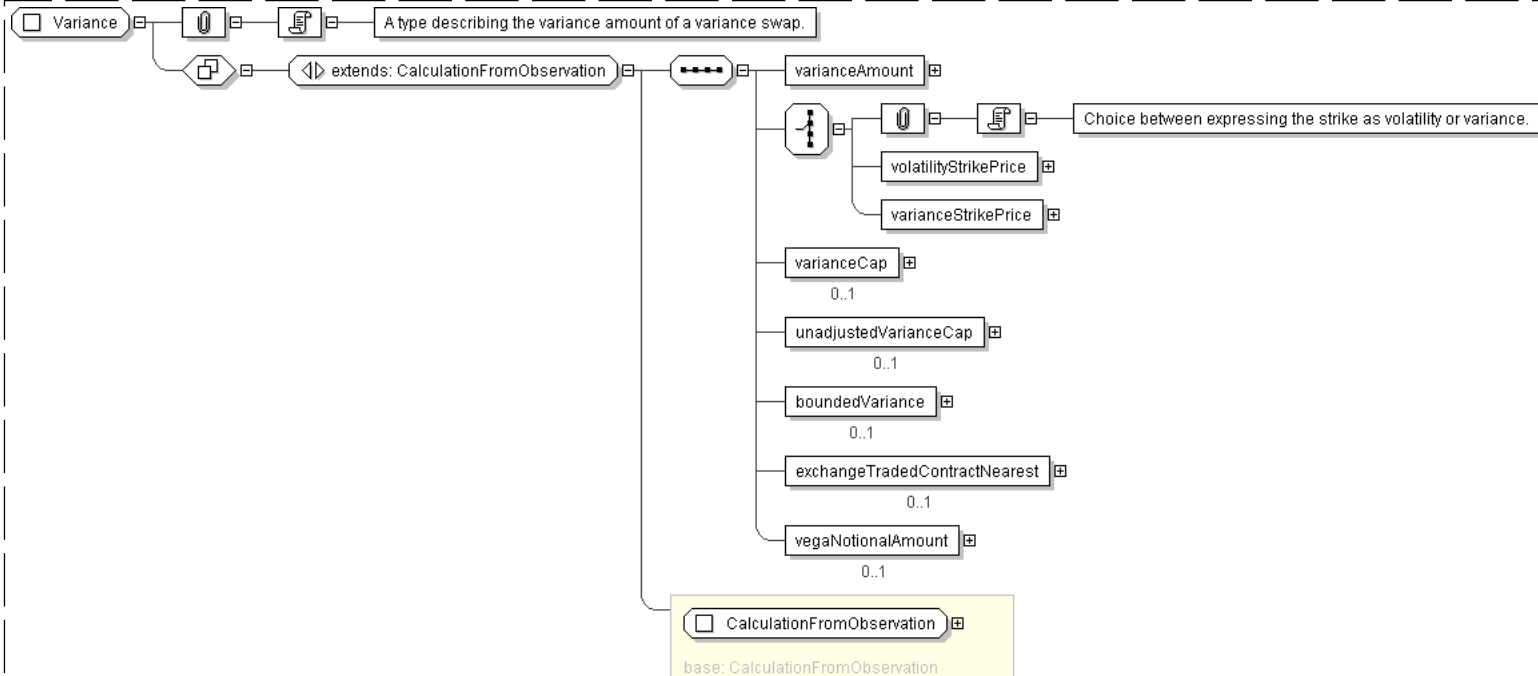 Variance
A type describing the variance amount of a variance swap.
extends: CalculationFromObservation
varianceAmount
Choice between expressing the strike as volatility or variance.
volatilityStrikePrice
varianceStrikePrice
varianceCap
0..1
unadjustedVarianceCap
0..1
boundedVariance
0..1
exchangeTradedContractNearest
0..1
vegaNotionalAmount
0..1
CalculationFromObservation
base: CalculationFromObservation